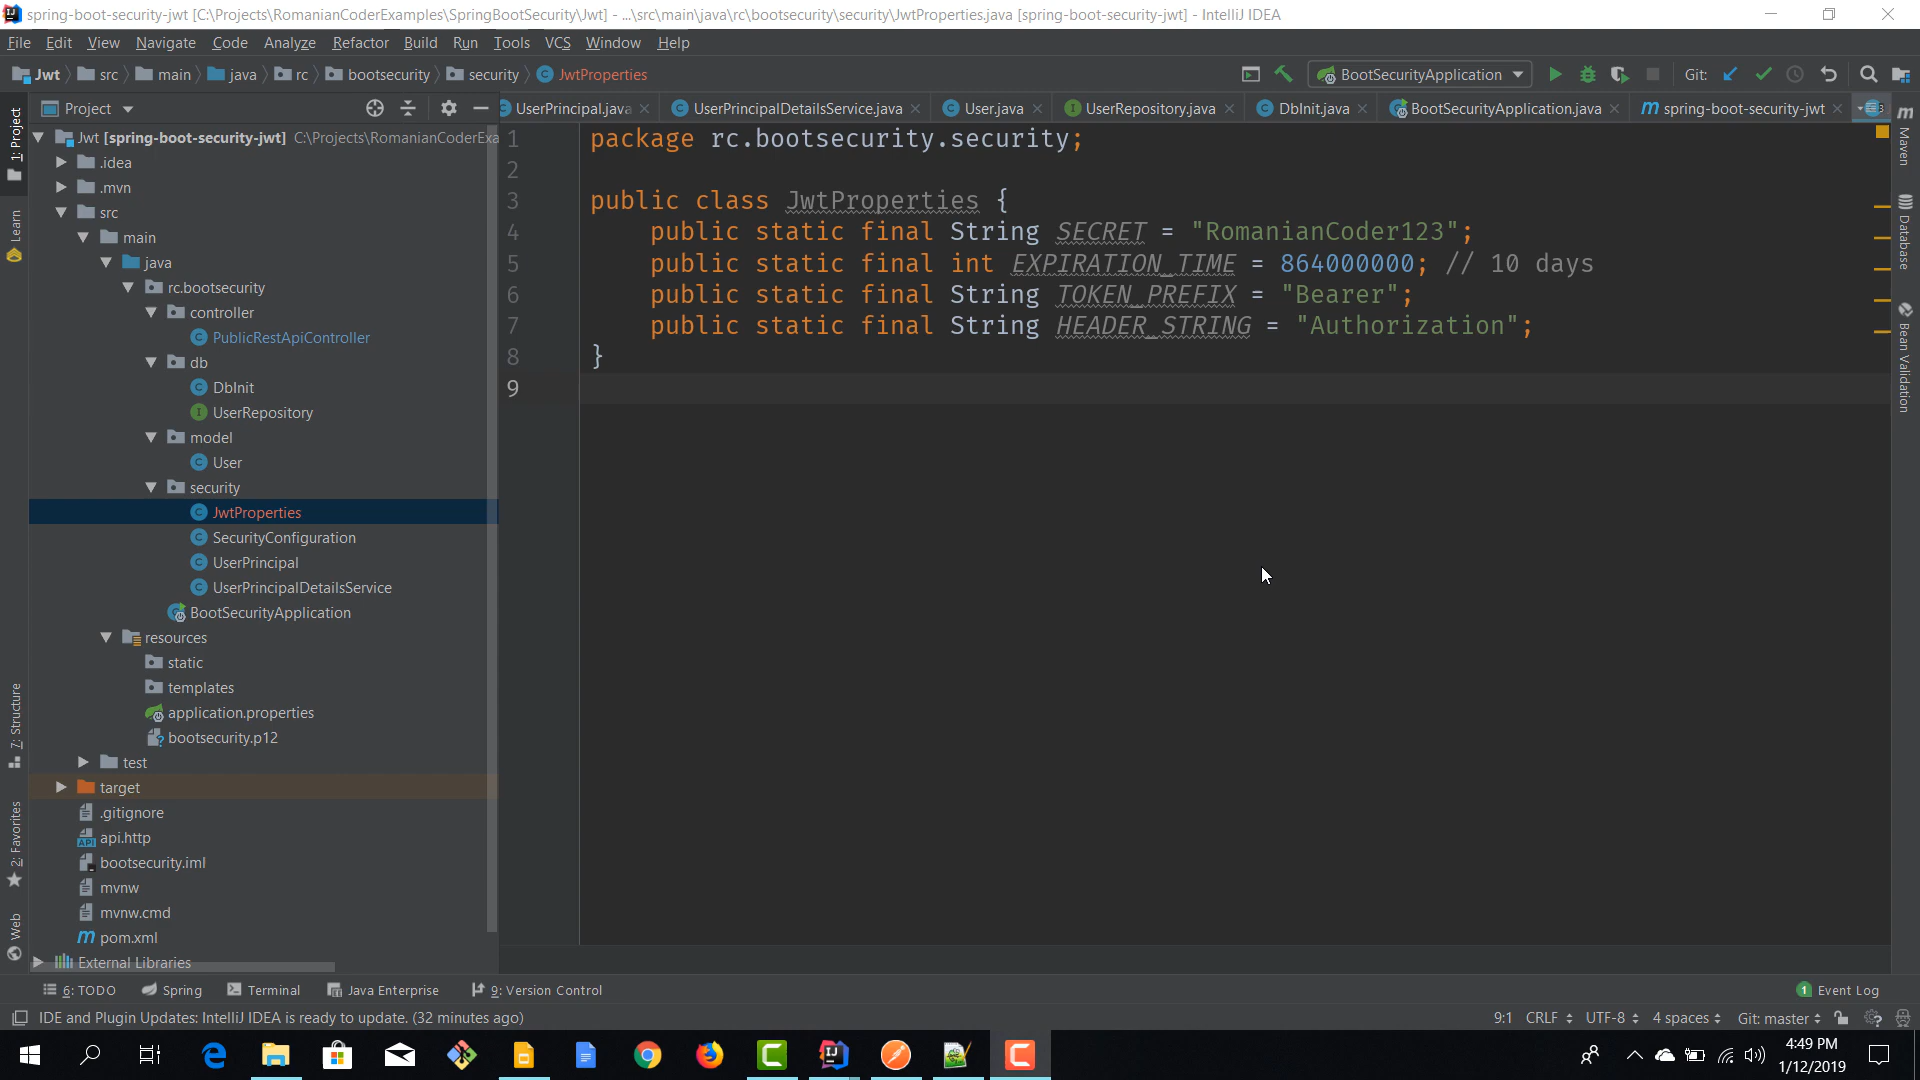 spring-boot-security-jwt [C:\Projects\RomanianCoderExamples\SpringBootSecurity\Jwt] - ...\src\main\java\rc\bootsecurity\security\JwtProperties.java [spring-boot-security-jwt] - IntelliJ IDEA
File Edit View Navigate Code Analyze Refactor Build Run Tools VCS Window Help
Jwt src main java rc bootsecurity security JwtProperties BootSecurityApplication Git:
Project UserPrincipal.java UserPrincipalDetailsService.java User.java UserRepository.java DbInit.java BootSecurityApplication.java spring-boot-security-jwt
1: Project
Learn
7: Structure
2: Favorites
Web
Jwt [spring-boot-security-jwt] C:\Projects\RomanianCoderExa
.idea
.mvn
src
main
java
rc.bootsecurity
controller
PublicRestApiController
db
DbInit
UserRepository
model
User
security
JwtProperties
SecurityConfiguration
UserPrincipal
UserPrincipalDetailsService
BootSecurityApplication
resources
static
templates
application.properties
bootsecurity.p12
test
target
.gitignore
api.http
bootsecurity.iml
mvnw
mvnw.cmd
pom.xml
External Libraries
1 package rc.bootsecurity.security;
2
3 public class JwtProperties {
4 public static final String SECRET = "RomanianCoder123";
5 public static final int EXPIRATION_TIME = 864000000; // 10 days
6 public static final String TOKEN_PREFIX = "Bearer";
7 public static final String HEADER_STRING = "Authorization";
8 }
9
Maven
Database
Bean Validation
6: TODO Spring Terminal Java Enterprise 9: Version Control 1 Event Log
IDE and Plugin Updates: IntelliJ IDEA is ready to update. (32 minutes ago) 9:1 CRLF UTF-8 4 spaces Git: master
4:49 PM
1/12/2019